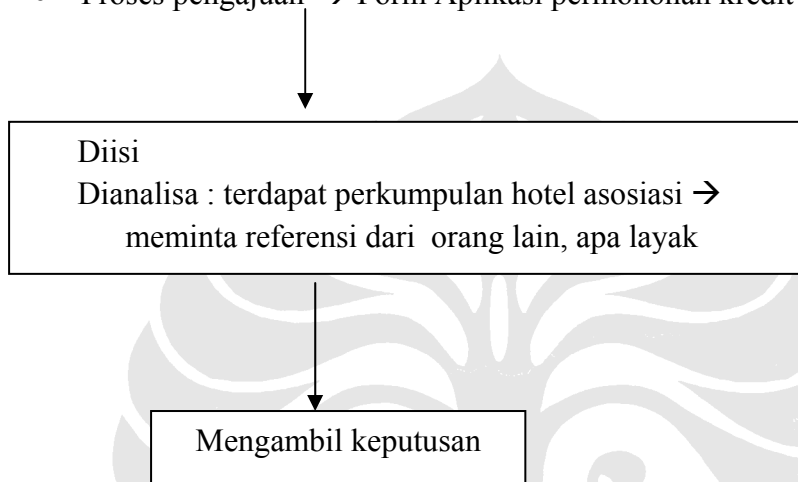 Proses pengajuan → Form Aplikasi permohonan kredit
Diisi
Dianalisa : terdapat perkumpulan hotel asosiasi →
meminta referensi dari orang lain, apa layak
Mengambil keputusan